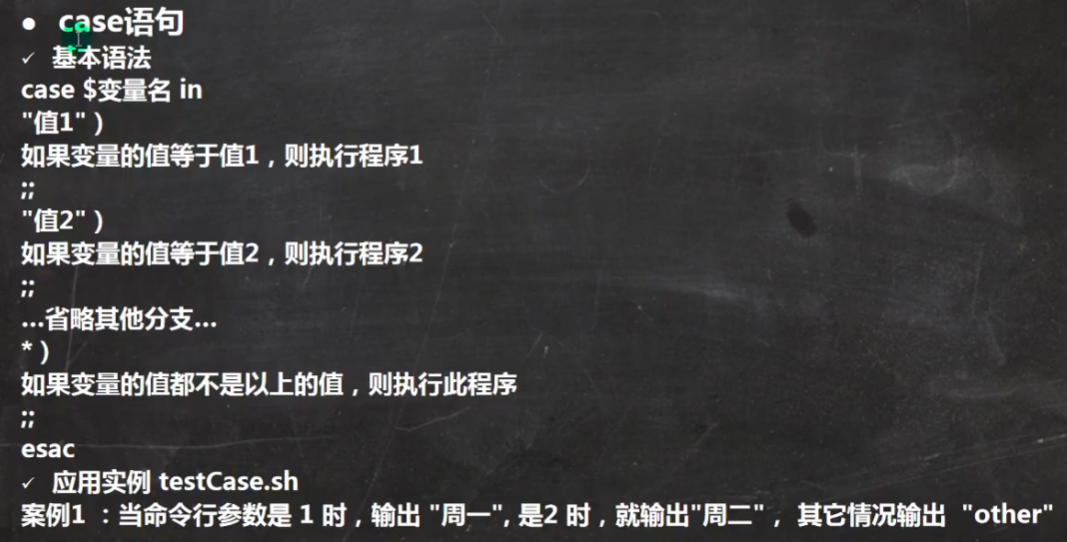 ● case语句
✓ 基本语法
case $变量名 in
"值1" )
如果变量的值等于值1，则执行程序1
;;
"值2" )
如果变量的值等于值2，则执行程序2
;;
…省略其他分支…
* )
如果变量的值都不是以上的值，则执行此程序
;;
esac
✓ 应用实例 testCase.sh
案例1 ：当命令行参数是 1 时，输出 "周一", 是2 时，就输出"周二"， 其它情况输出 "other"